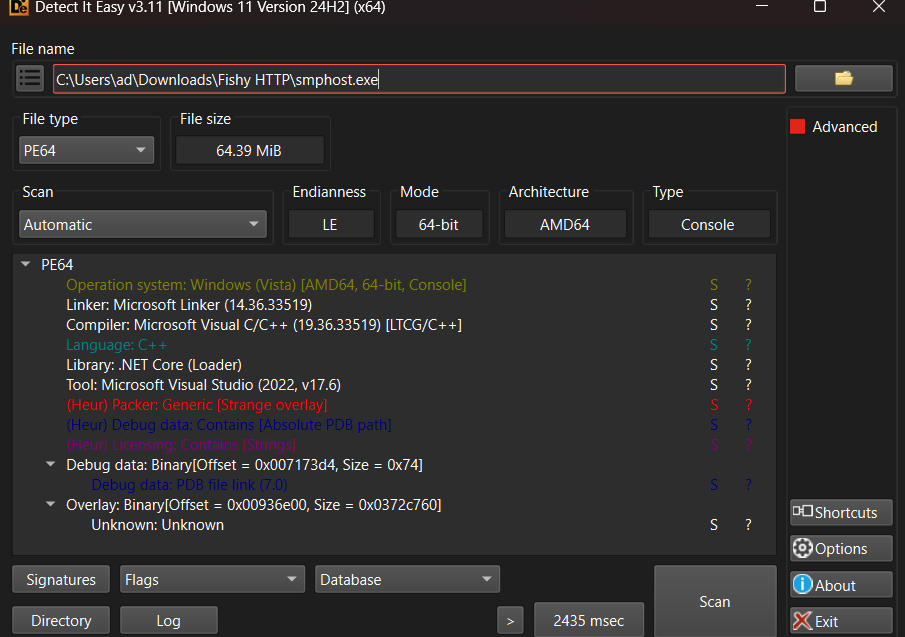 Detect It Easy v3.11 [Windows 11 Version 24H2] (x64)
File name
C:\Users\ad\Downloads\Fishy HTTP\smphost.exe
File type
File size
PE64
64.39 MiB
Advanced
Scan
Endianness
Mode
Architecture
Type
Automatic
LE
64-bit
AMD64
Console
PE64
Operation system: Windows (Vista) [AMD64, 64-bit, Console] S ?
Linker: Microsoft Linker (14.36.33519) S ?
Compiler: Microsoft Visual C/C++ (19.36.33519) [LTCG/C++] S ?
Language: C++ S ?
Library: .NET Core (Loader) S ?
Tool: Microsoft Visual Studio (2022, v17.6) S ?
(Heur) Packer: Generic [Strange overlay] S ?
(Heur) Debug data: Contains [Absolute PDB path] S ?
(Heur) Licensing: Contains [Strings] S ?
Debug data: Binary[Offset = 0x007173d4, Size = 0x74]
Debug data: PDB file link (7.0) S ?
Overlay: Binary[Offset = 0x00936e00, Size = 0x0372c760]
Unknown: Unknown S ?
Shortcuts
Options
About
Exit
Signatures
Flags
Database
Scan
Directory
Log
>
2435 msec